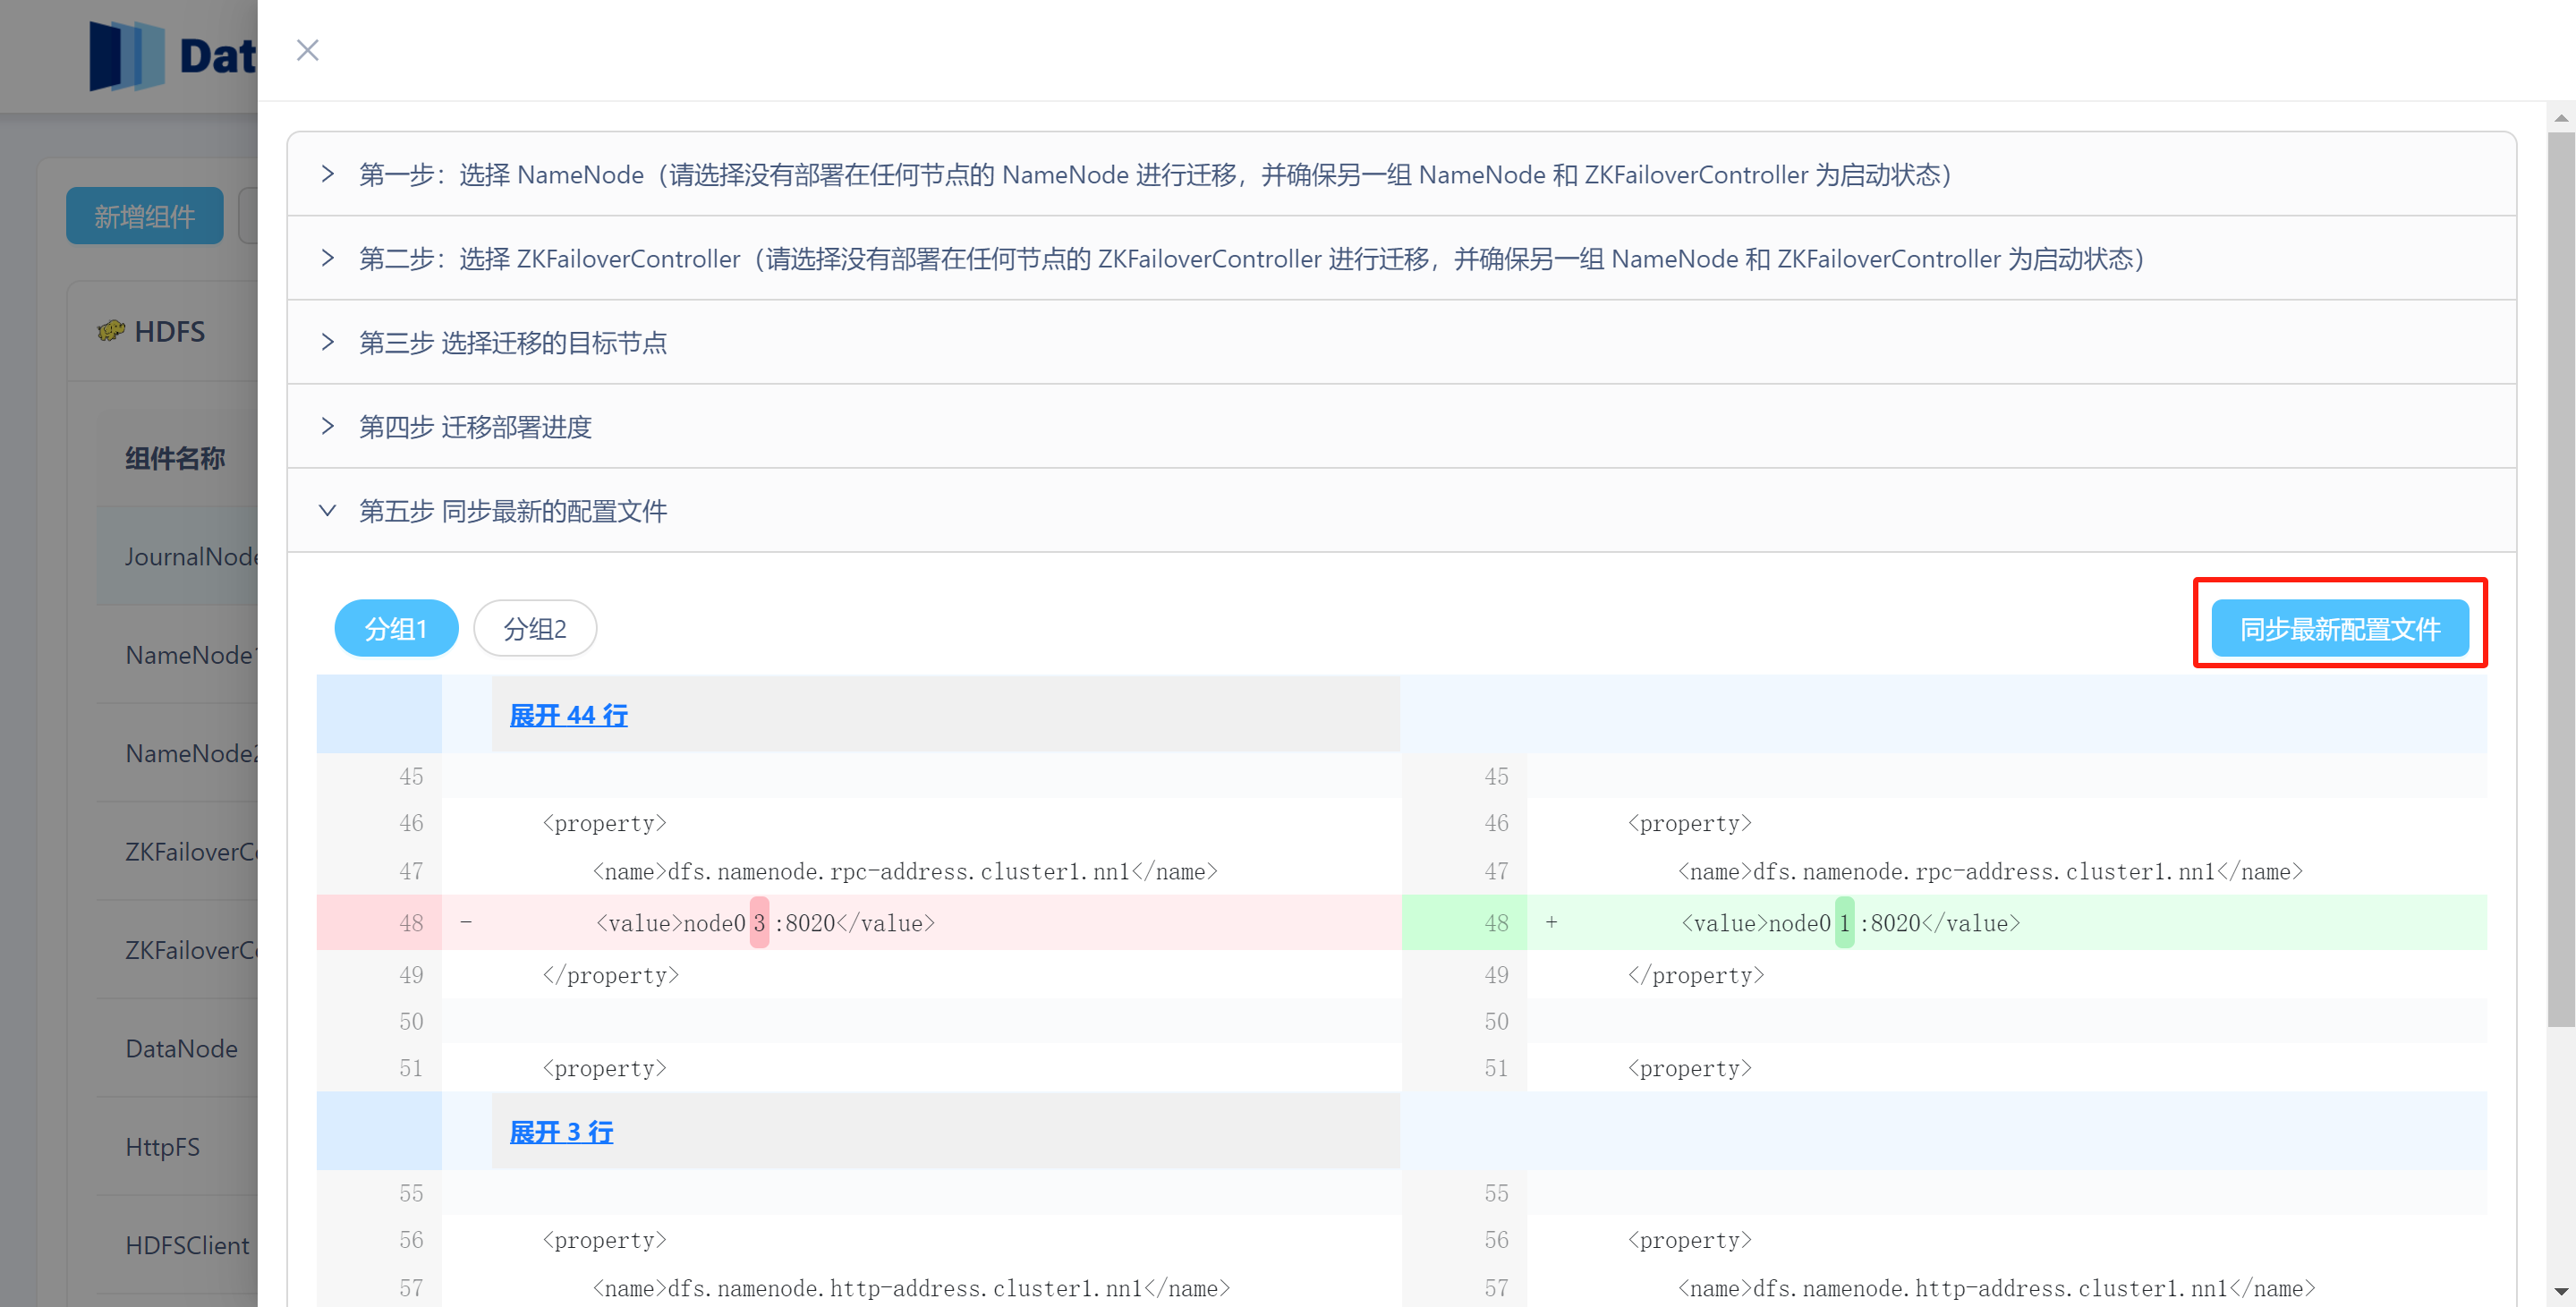 Dat
新增组件
HDFS
组件名称
JournalNode
NameNode1
NameNode2
ZKFailoverCo
ZKFailoverCo
DataNode
HttpFS
HDFSClient
第一步：选择 NameNode（请选择没有部署在任何节点的 NameNode 进行迁移，并确保另一组 NameNode 和 ZKFailoverController 为启动状态）
第二步：选择 ZKFailoverController（请选择没有部署在任何节点的 ZKFailoverController 进行迁移，并确保另一组 NameNode 和 ZKFailoverController 为启动状态）
第三步 选择迁移的目标节点
第四步 迁移部署进度
第五步 同步最新的配置文件
分组1 分组2 同步最新配置文件
展开 44 行
45 45
46 <property> 46 <property>
47 <name>dfs.namenode.rpc-address.cluster1.nn1</name> 47 <name>dfs.namenode.rpc-address.cluster1.nn1</name>
48 - <value>node03:8020</value> 48 + <value>node01:8020</value>
49 </property> 49 </property>
50 50
51 <property> 51 <property>
展开 3 行
55 55
56 <property> 56 <property>
57 <name>dfs.namenode.http-address.cluster1.nn1</name> 57 <name>dfs.namenode.http-address.cluster1.nn1</name>